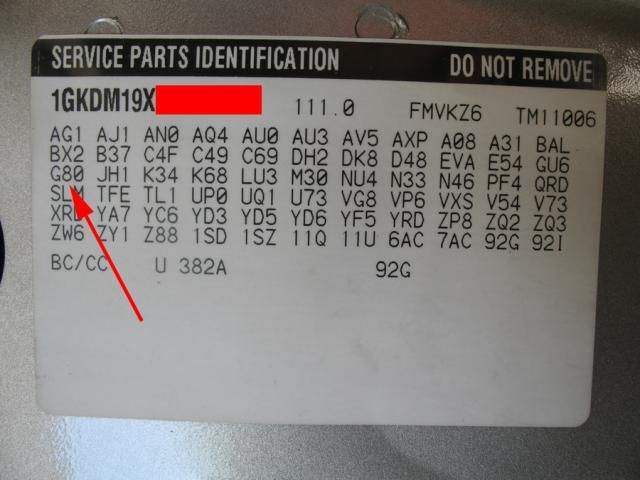 SERVICE PARTS IDENTIFICATION DO NOT REMOVE
1GKDM19X 111.0 FMVKZ6 TM11006
AG1 AJ1 AN0 AQ4 AU0 AU3 AV5 AXP A08 A31 BAL
BX2 B37 C4F C49 C69 DH2 DK8 D48 EVA E54 GU6
G80 JH1 K34 K68 LU3 M30 NU4 N33 N46 PF4 QRD
SLM TFE TL1 UP0 UQ1 U73 VG8 VP6 VXS V54 V73
XRD YA7 YC6 YD3 YD5 YD6 YF5 YRD ZP8 ZQ2 ZQ3
ZW6 ZY1 Z88 1SD 1SZ 11Q 11U 6AC 7AC 92G 92I
BC/CC U 382A 92G